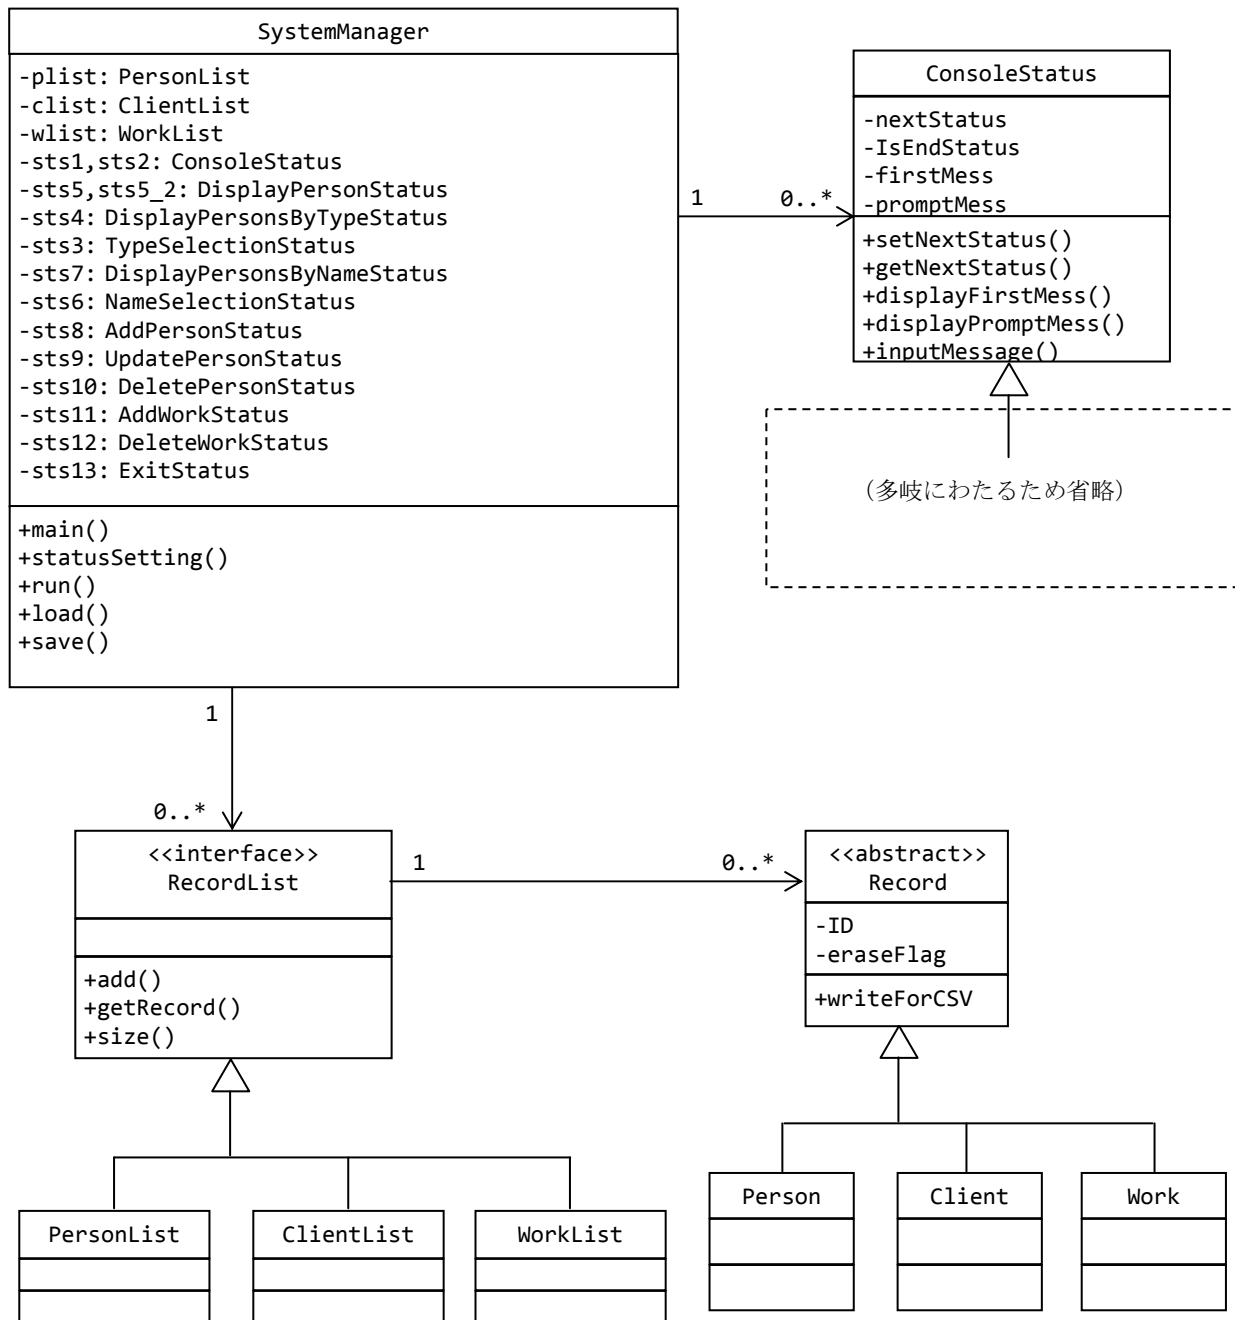 SystemManager
-plist: PersonList
-clist: ClientList
-wlist: WorkList
-sts1,sts2: ConsoleStatus
-sts5,sts5_2: DisplayPersonStatus
-sts4: DisplayPersonsByTypeStatus
-sts3: TypeSelectionStatus
-sts7: DisplayPersonsByNameStatus
-sts6: NameSelectionStatus
-sts8: AddPersonStatus
-sts9: UpdatePersonStatus
-sts10: DeletePersonStatus
-sts11: AddWorkStatus
-sts12: DeleteWorkStatus
-sts13: ExitStatus
+main()
+statusSetting()
+run()
+load()
+save()
1
0..*
ConsoleStatus
-nextStatus
-IsEndStatus
-firstMess
-promptMess
+setNextStatus()
+getNextStatus()
+displayFirstMess()
+displayPromptMess()
+inputMessage()
（多岐にわたるため省略）
1
0..*
<<interface>>
RecordList
+add()
+getRecord()
+size()
1
0..*
<<abstract>>
Record
-ID
-eraseFlag
+writeForCSV
PersonList
ClientList
WorkList
Person
Client
Work